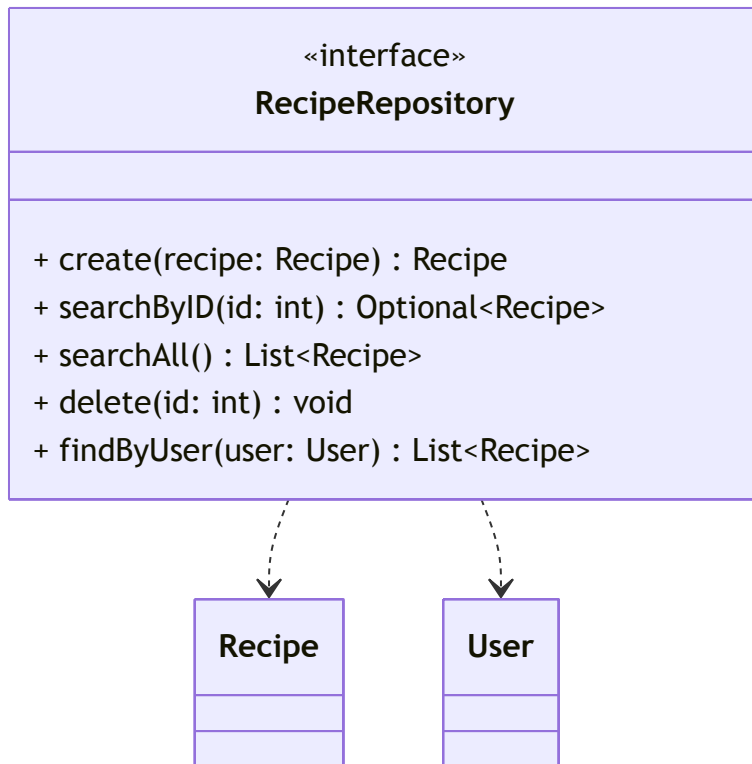 «interface»
RecipeRepository
+ create(recipe: Recipe) : Recipe
+ searchByID(id: int) : Optional<Recipe>
+ searchAll() : List<Recipe>
+ delete(id: int) : void
+ findByUser(user: User) : List<Recipe>
Recipe
User